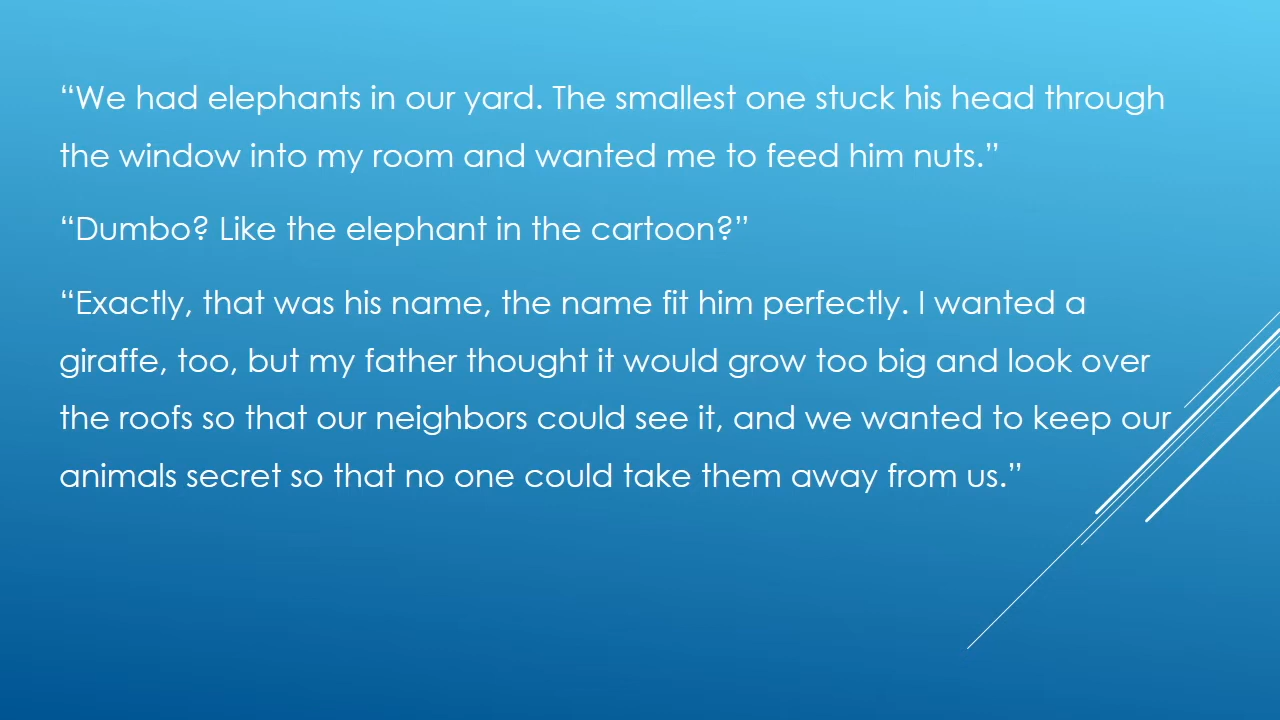 “We had elephants in our yard. The smallest one stuck his head through
the window into my room and wanted me to feed him nuts.”
“Dumbo? Like the elephant in the cartoon?”
“Exactly, that was his name, the name fit him perfectly. I wanted a
giraffe, too, but my father thought it would grow too big and look over
the roofs so that our neighbors could see it, and we wanted to keep our
animals secret so that no one could take them away from us.”